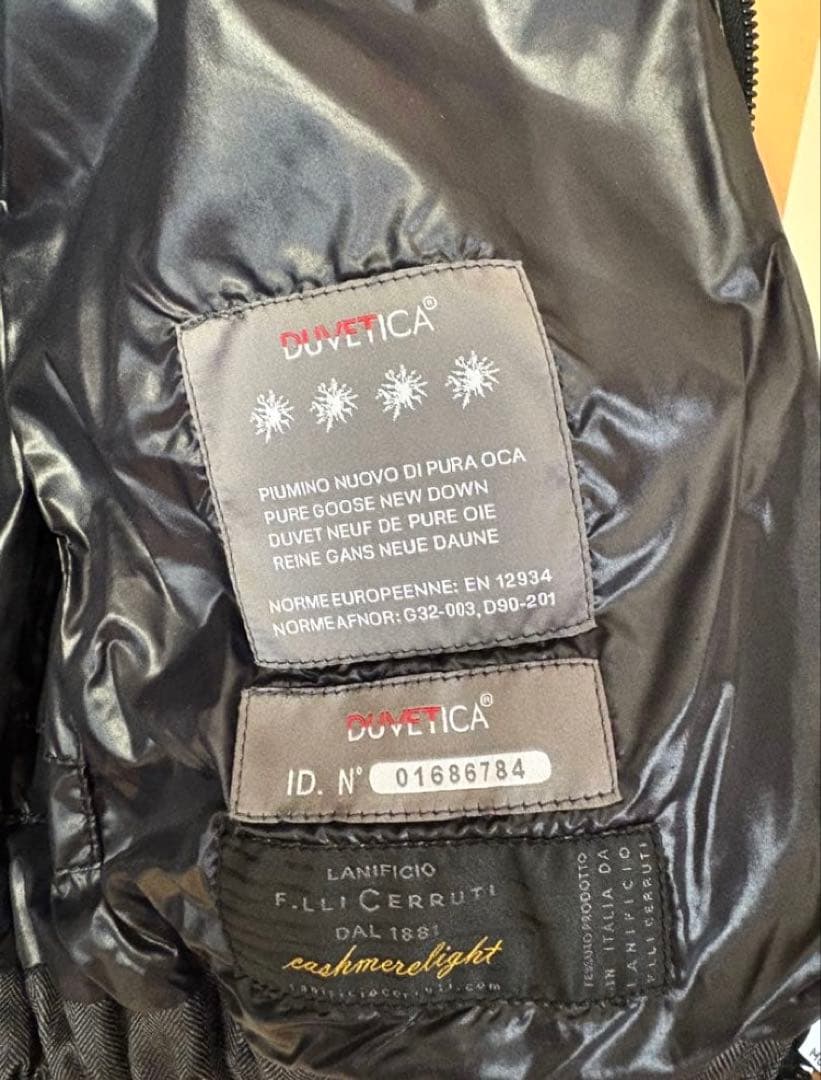 DUVETICA®
PIUMINO NUOVO DI PURA OCA
PURE GOOSE NEW DOWN
DUVET NEUF DE PURE OIE
REINE GANS NEUE DAUNE
NORME EUROPEENNE: EN 12934
NORME AFNOR: G32-003, D90-201
DUVETICA®
ID. N° 01686784
LANIFICIO
F.LLI CERRUTI
DAL 1881
cashmerelight
lanificiocerruti.com
TESSUTO PRODOTTO
IN ITALIA DA
LANIFICIO
F.LLI CERRUTI